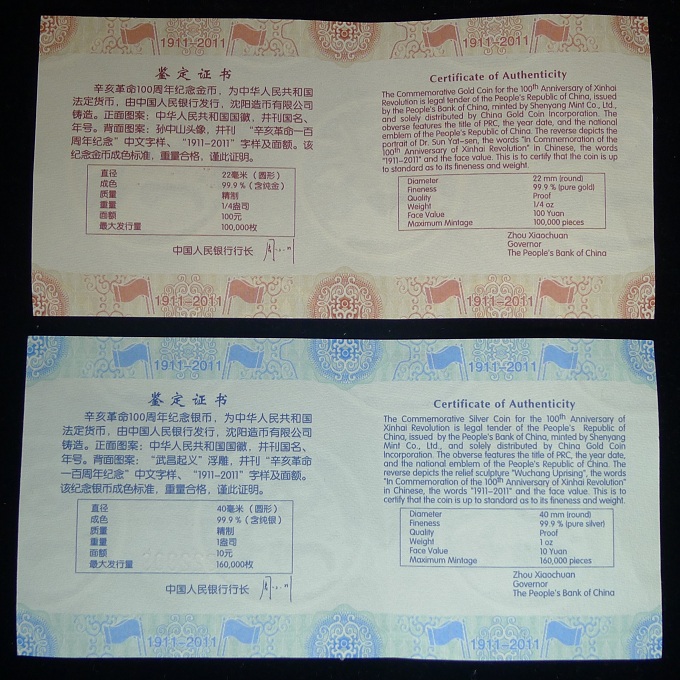 1911-2011
1911-2011
鉴定证书
辛亥革命100周年纪念金币，为中华人民共和国
法定货币，由中国人民银行发行，沈阳造币有限公司
铸造。正面图案：中华人民共和国国徽，并刊国名、
年号。背面图案：孙中山头像，并刊 “辛亥革命一百
周年纪念” 中文字样、“1911-2011” 字样及面额。该
纪念金币成色标准，重量合格，谨此证明。
直径 22毫米（圆形）
成色 99.9%（含纯金）
质量 精制
重量 1/4盎司
面额 100元
最大发行量 100,000枚
中国人民银行行长
Certificate of Authenticity
The Commemorative Gold Coin for the 100th Anniversary of Xinhai
Revolution is legal tender of the People's Republic of China, issued
by the People's Bank of China, minted by Shenyang Mint Co., Ltd.,
and solely distributed by China Gold Coin Incorporation. The
obverse features the title of PRC, the year date, and the national
emblem of the People's Republic of China. The reverse depicts the
portrait of Dr. Sun Yat-sen, the words "In Commemoration of the
100th Anniversary of Xinhai Revolution" in Chinese, the words
"1911-2011" and the face value. This is to certify that the coin is up
to standard as to its fineness and weight.
Diameter 22 mm (round)
Fineness 99.9 % (pure gold)
Quality Proof
Weight 1/4 oz
Face Value 100 Yuan
Maximum Mintage 100,000 pieces
Zhou Xiaochuan
Governor
The People's Bank of China
1911-2011
1911-2011
1911-2011
1911-2011
鉴定证书
辛亥革命100周年纪念银币，为中华人民共和国
法定货币，由中国人民银行发行，沈阳造币有限公司
铸造。正面图案：中华人民共和国国徽，并刊国名、
年号。背面图案：“武昌起义” 浮雕，并刊 “辛亥革命
一百周年纪念” 中文字样、“1911-2011” 字样及面额。
该纪念银币成色标准，重量合格，谨此证明。
直径 40毫米（圆形）
成色 99.9%（含纯银）
质量 精制
重量 1盎司
面额 10元
最大发行量 160,000枚
中国人民银行行长
Certificate of Authenticity
The Commemorative Silver Coin for the 100th Anniversary of
Xinhai Revolution is legal tender of the People's Republic of
China, issued by the People's Bank of China, minted by Shenyang
Mint Co., Ltd., and solely distributed by China Gold Coin
Incorporation. The obverse features the title of PRC, the year date,
and the national emblem of the People's Republic of China. The
reverse depicts the relief sculpture "Wuchang Uprising", the words
"In Commemoration of the 100th Anniversary of Xinhai Revolution"
in Chinese, the words "1911-2011" and the face value. This is to
certify that the coin is up to standard as to its fineness and weight.
Diameter 40 mm (round)
Fineness 99.9 % (pure silver)
Quality Proof
Weight 1 oz
Face Value 10 Yuan
Maximum Mintage 160,000 pieces
Zhou Xiaochuan
Governor
The People's Bank of China
1911-2011
1911-2011